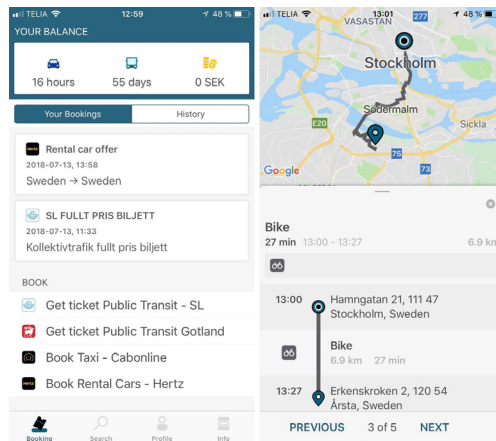 TELIA 12:59 48 %
YOUR BALANCE
16 hours 55 days 0 SEK
Your Bookings History
Hertz Rental car offer
2018-07-13, 13:58
Sweden → Sweden
SL FULLT PRIS BILJETT
2018-07-13, 11:33
Kollektivtrafik fullt pris biljett
BOOK
Get ticket Public Transit - SL
Get ticket Public Transit Gotland
Book Taxi - Cabonline
Hertz Book Rental Cars - Hertz
Booking Search Profile Info
TELIA 13:01 48 %
VASASTAN 277
Stockholm
Södermalm
E20 Sickla
75
Google 73
Bike
27 min 13:00 - 13:27 6.9 km
13:00 Hamngatan 21, 111 47
Stockholm, Sweden
Bike
6.9 km 27 min
13:27 Erkenskroken 2, 120 54
Årsta, Sweden
PREVIOUS 3 of 5 NEXT